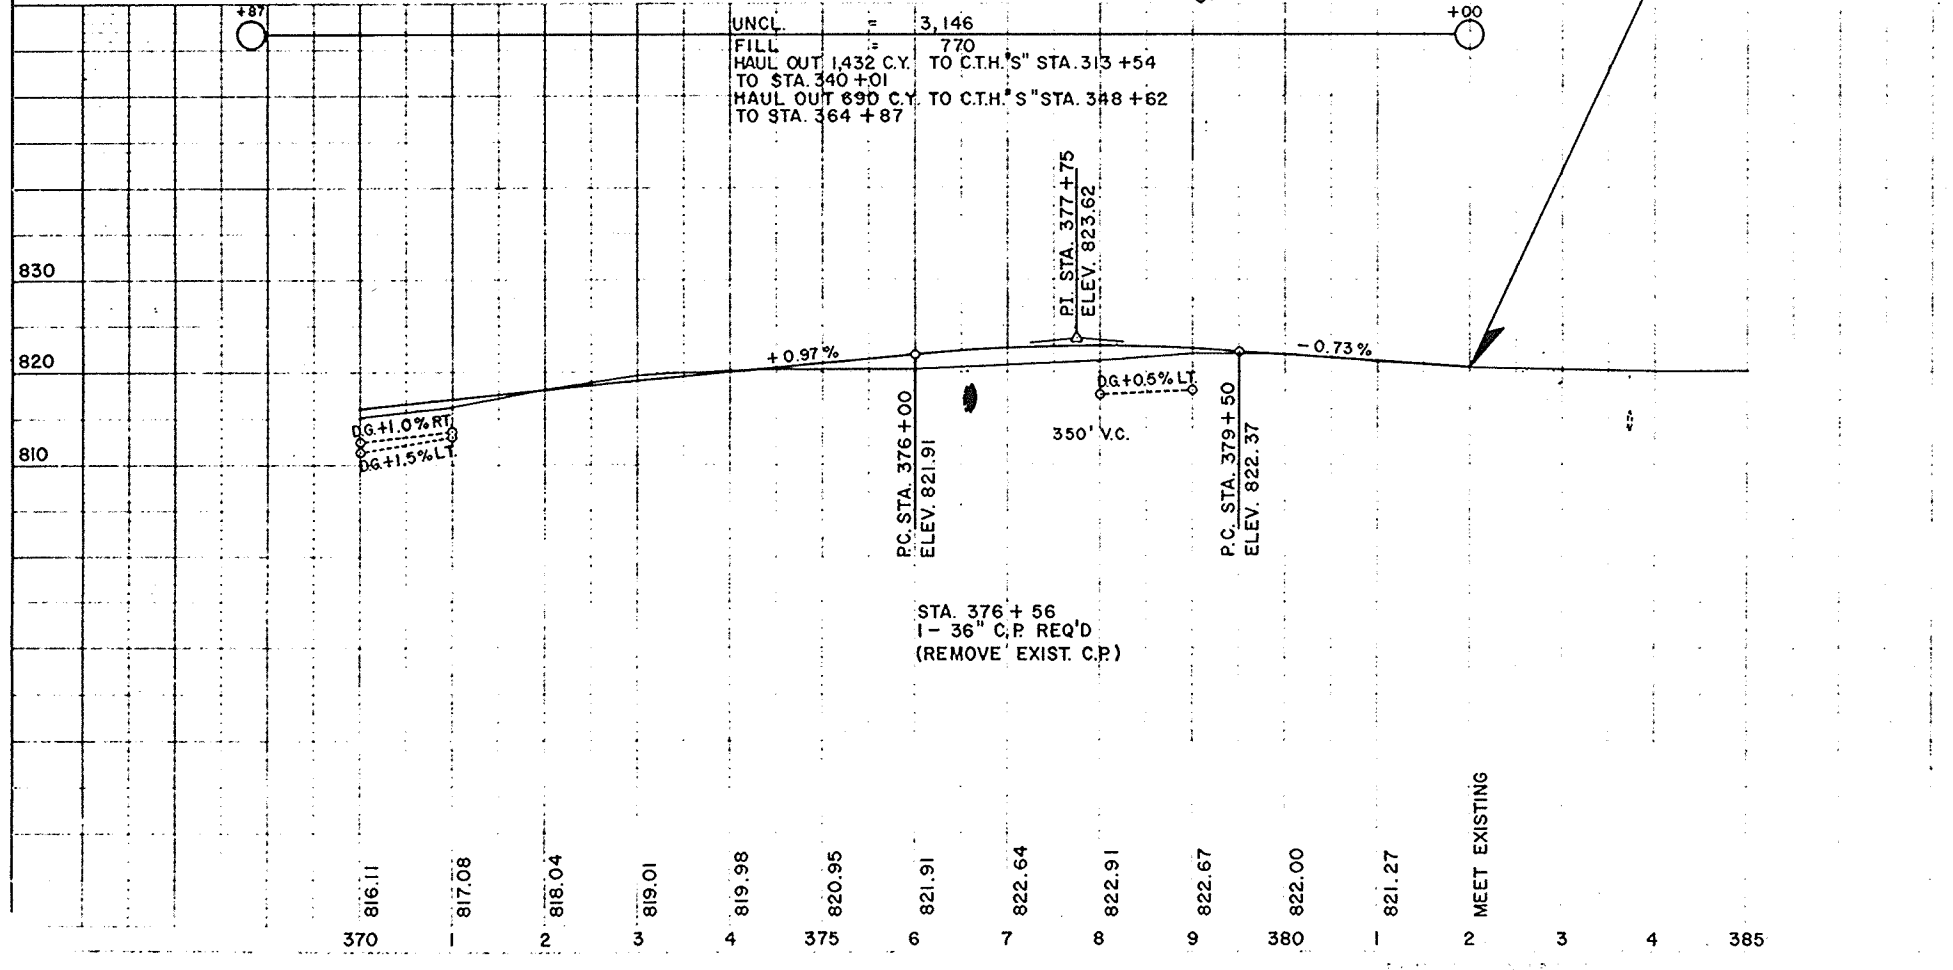 +87
+00
UNCL. = 3,146
FILL = 770
HAUL OUT 1,432 C.Y. TO C.T.H. "S" STA. 313 +54
TO STA. 340 +01
HAUL OUT 690 C.Y. TO C.T.H. "S" STA. 348 +62
TO STA. 364 +87
P.I. STA. 377 +75
ELEV. 823.62
830
820
810
+0.97%
-0.73%
D.G.+1.0% RT.
D.G.+1.5% LT.
D.G.+0.5% LT.
350' V.C.
P.C. STA. 376+00
ELEV. 821.91
P.C. STA. 379+50
ELEV. 822.37
STA. 376 + 56
1- 36" C.P. REQ'D
(REMOVE EXIST. C.P.)
816.11
817.08
818.04
819.01
819.98
820.95
821.91
822.64
822.91
822.67
822.00
821.27
MEET EXISTING
370 1 2 3 4 375 6 7 8 9 380 1 2 3 4 385